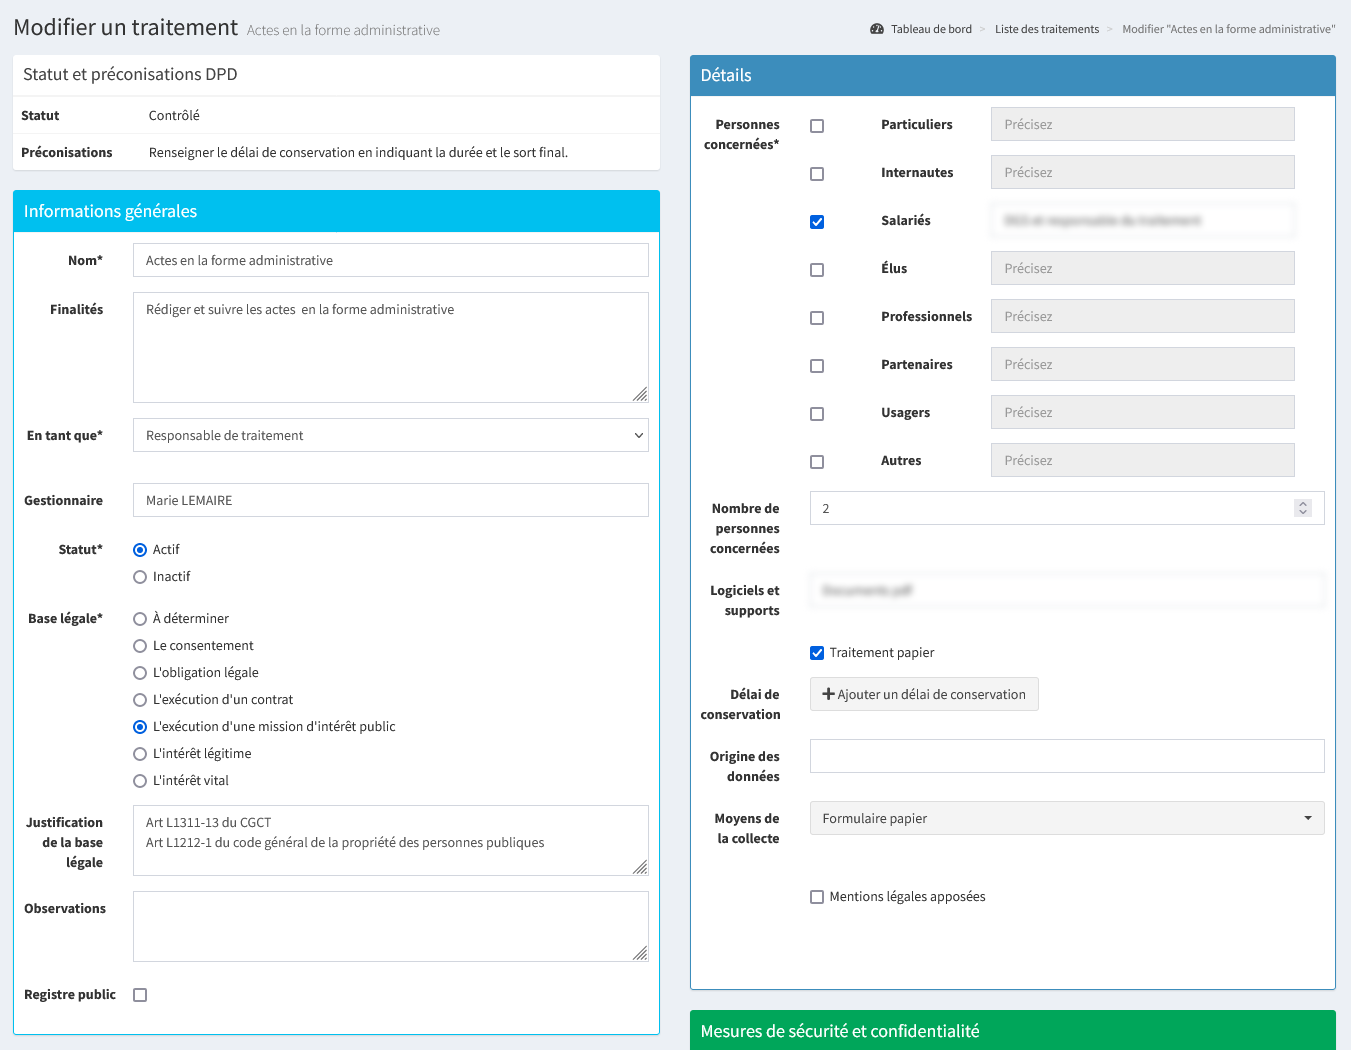 Modifier un traitement Actes en la forme administrative
Tableau de bord > Liste des traitements > Modifier "Actes en la forme administrative"
Statut et préconisations DPD
Statut Contrôlé
Préconisations Renseigner le délai de conservation en indiquant la durée et le sort final.
Informations générales
Nom* Actes en la forme administrative
Finalités Rédiger et suivre les actes  en la forme administrative
En tant que* Responsable de traitement
Gestionnaire Marie LEMAIRE
Statut* Actif
Inactif
Base légale* À déterminer
Le consentement
L'obligation légale
L'exécution d'un contrat
L'exécution d'une mission d'intérêt public
L'intérêt légitime
L'intérêt vital
Justification
de la base
légale
Art L1311-13 du CGCT
Art L1212-1 du code général de la propriété des personnes publiques
Observations
Registre public
Détails
Personnes
concernées*
Particuliers Précisez
Internautes Précisez
Salariés
Élus Précisez
Professionnels Précisez
Partenaires Précisez
Usagers Précisez
Autres Précisez
Nombre de
personnes
concernées
2
Logiciels et
supports
Traitement papier
Délai de
conservation
Ajouter un délai de conservation
Origine des
données
Moyens de
la collecte
Formulaire papier
Mentions légales apposées
Mesures de sécurité et confidentialité